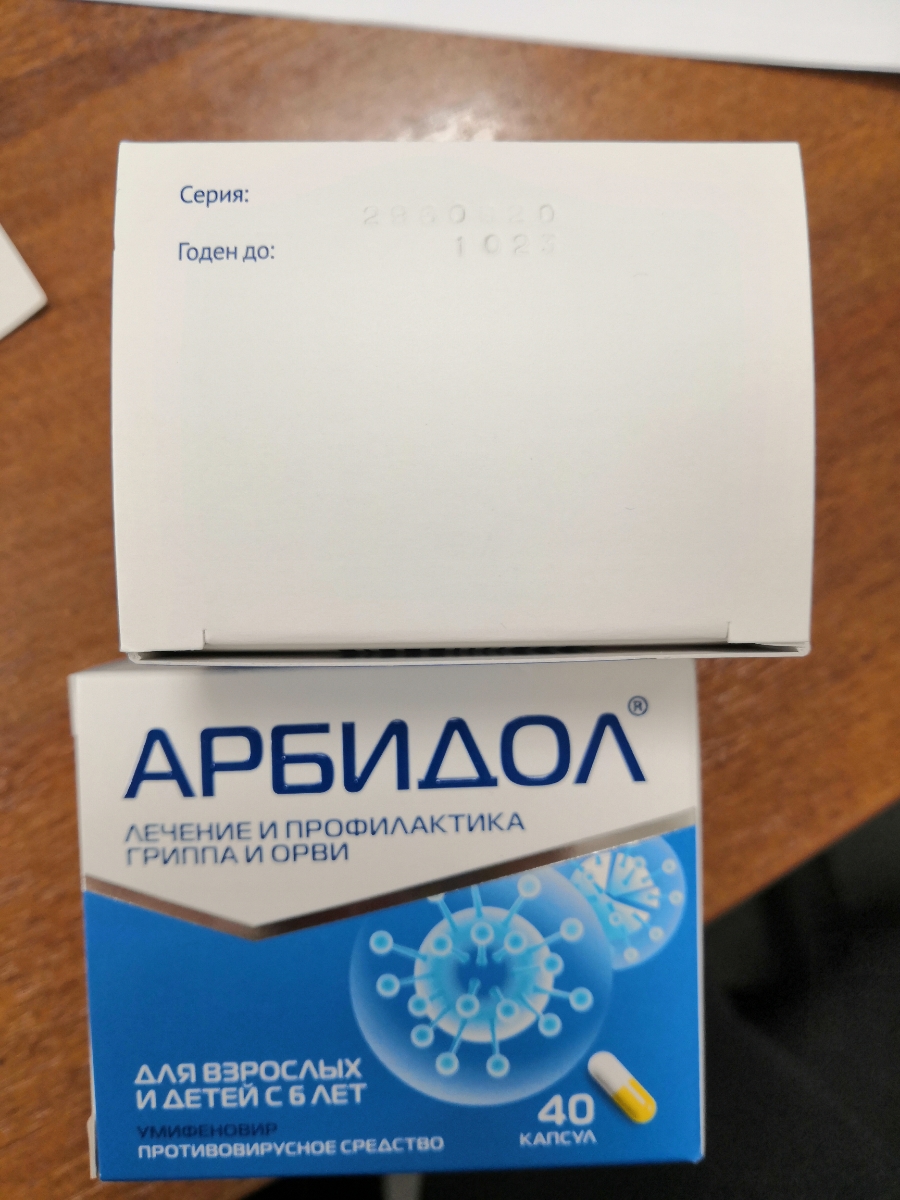 Серия:
2860920
Годен до:
1023
АРБИДОЛ®
ЛЕЧЕНИЕ И ПРОФИЛАКТИКА
ГРИППА И ОРВИ
ДЛЯ ВЗРОСЛЫХ
И ДЕТЕЙ С 6 ЛЕТ
УМИФЕНОВИР
ПРОТИВОВИРУСНОЕ СРЕДСТВО
40
КАПСУЛ